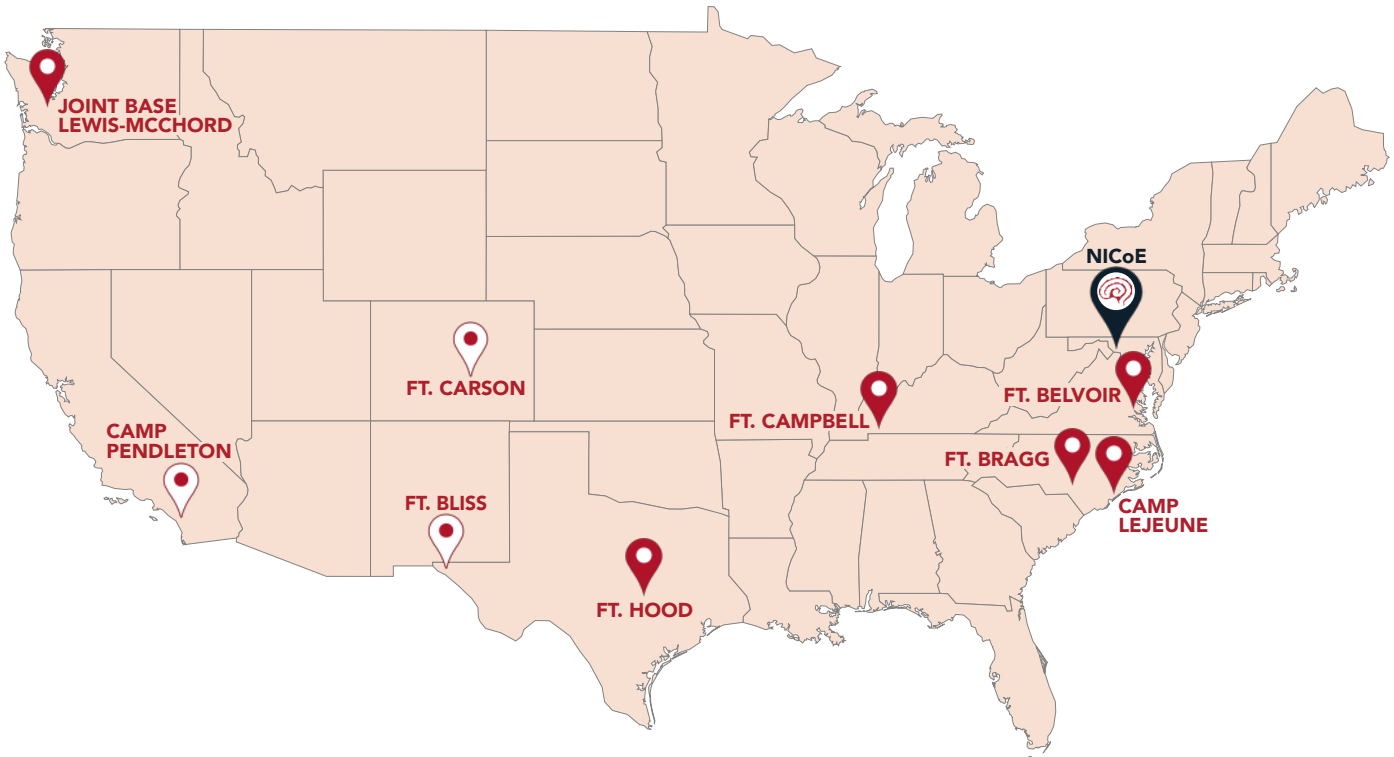 JOINT BASE
LEWIS-MCCHORD
NICoE
FT. CARSON
FT. BELVOIR
FT. CAMPBELL
CAMP
PENDLETON
FT. BRAGG
FT. BLISS
CAMP
LEJEUNE
FT. HOOD